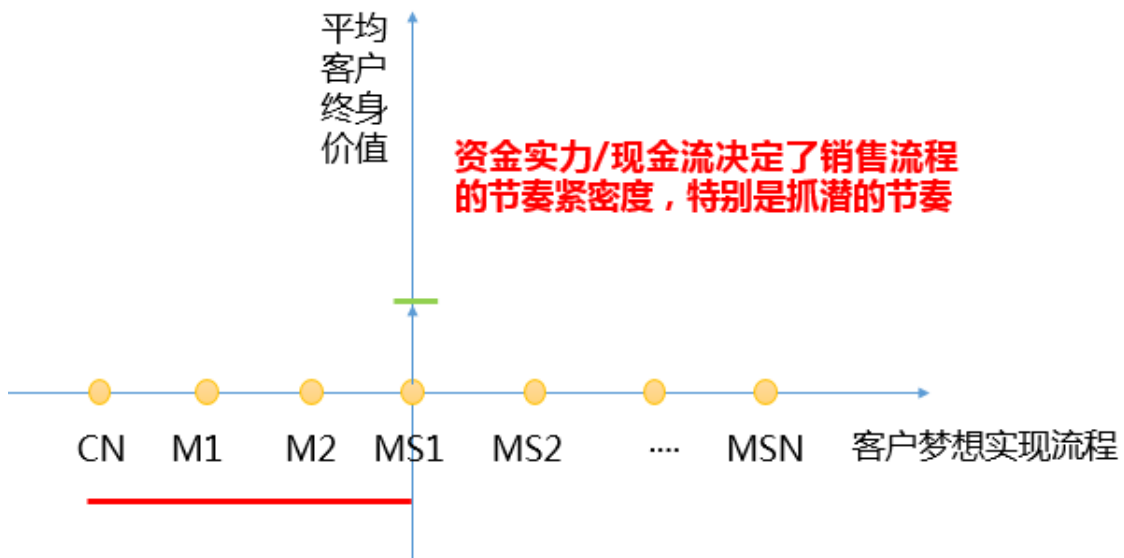 平均
客户
终身
价值
资金实力/现金流决定了销售流程
的节奏紧密度，特别是抓潜的节奏
CN M1 M2 MS1 MS2 .... MSN 客户梦想实现流程